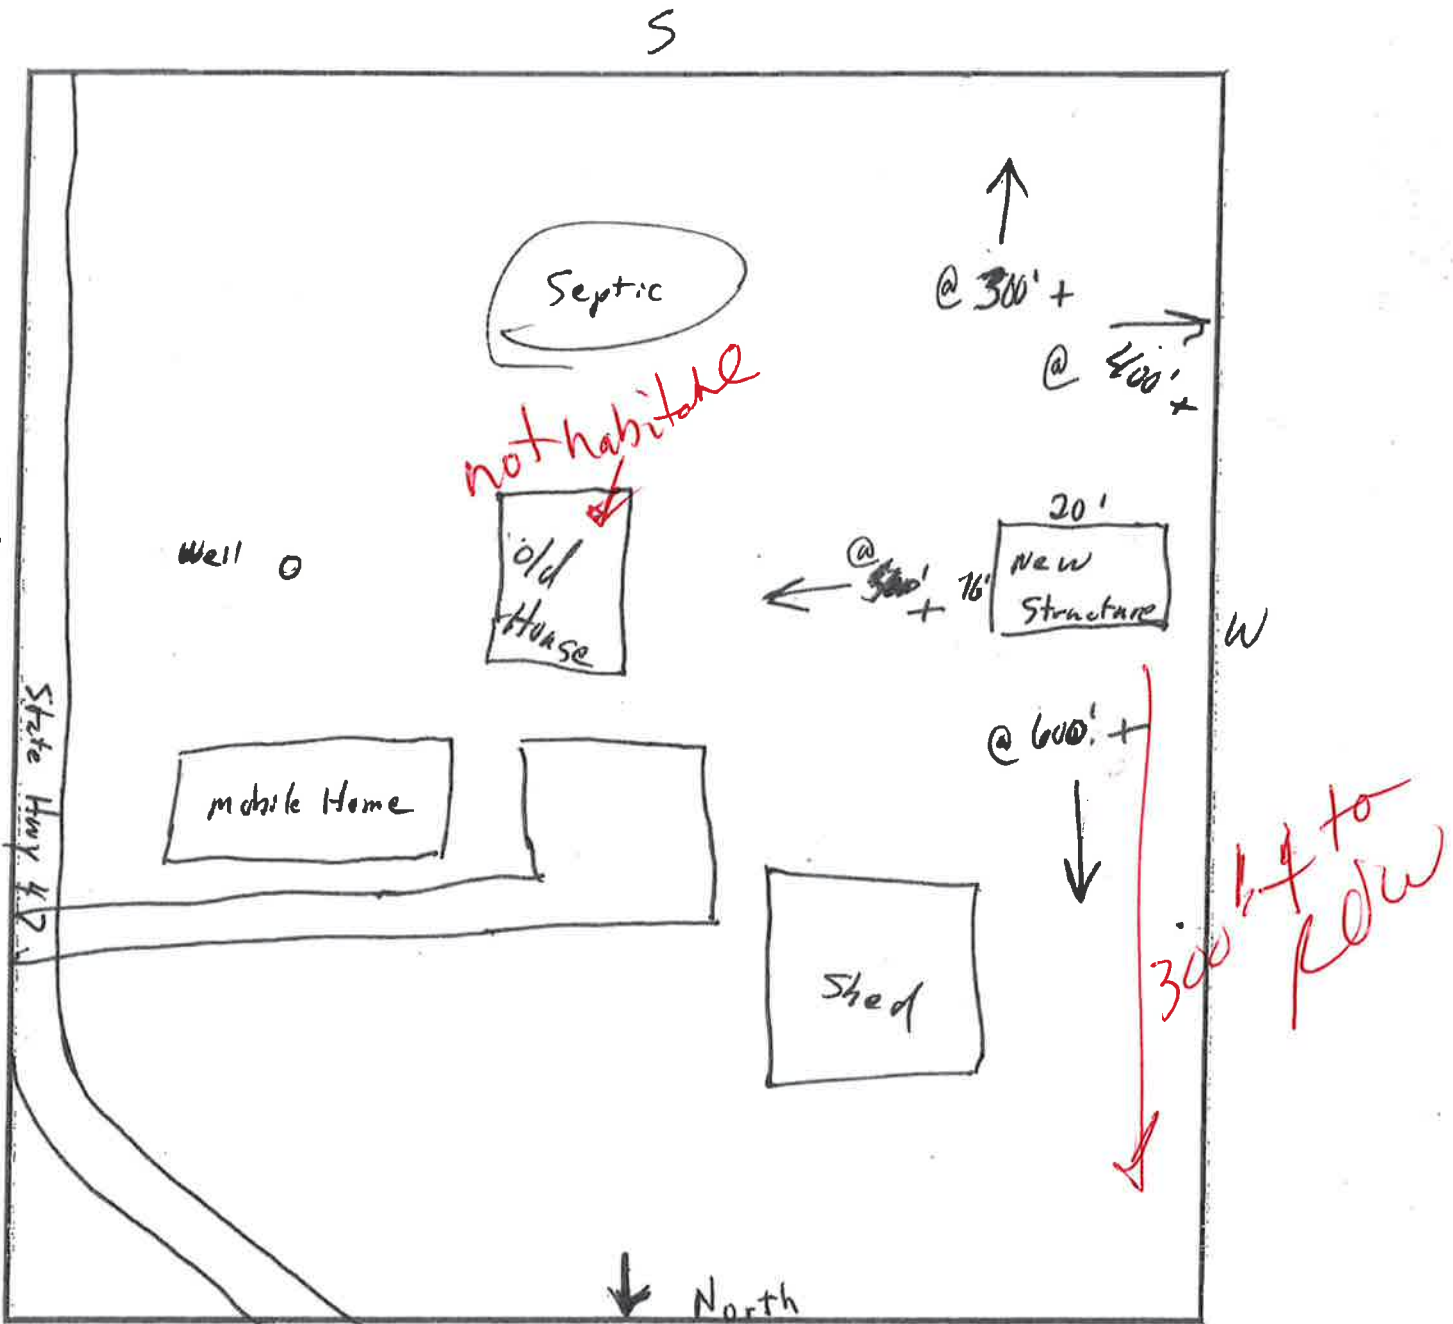 S
Septic
@ 300' +
@ 400' +
not habitable
Well
Old
House
@
500' +
16'
20'
New
Structure
W
@ 600' +
State Hwy 47
Mobile Home
Shed
300'
to
ROW
North